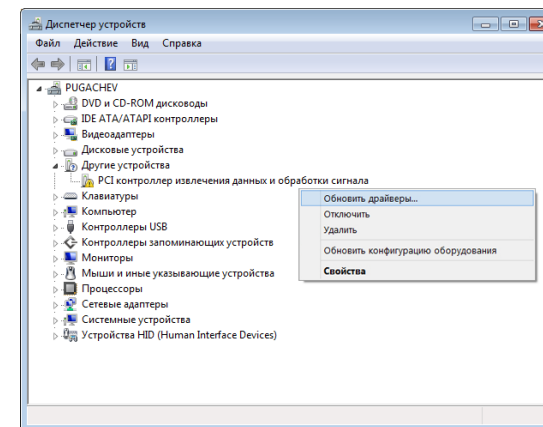 Диспетчер устройств
Файл Действие Вид Справка
PUGACHEV
DVD и CD-ROM дисководы
IDE ATA/ATAPI контроллеры
Видеоадаптеры
Дисковые устройства
Другие устройства
PCI контроллер извлечения данных и обработки сигнала
Клавиатуры
Компьютер
Контроллеры USB
Контроллеры запоминающих устройств
Мониторы
Мыши и иные указывающие устройства
Процессоры
Сетевые адаптеры
Системные устройства
Устройства HID (Human Interface Devices)
Обновить драйверы...
Отключить
Удалить
Обновить конфигурацию оборудования
Свойства